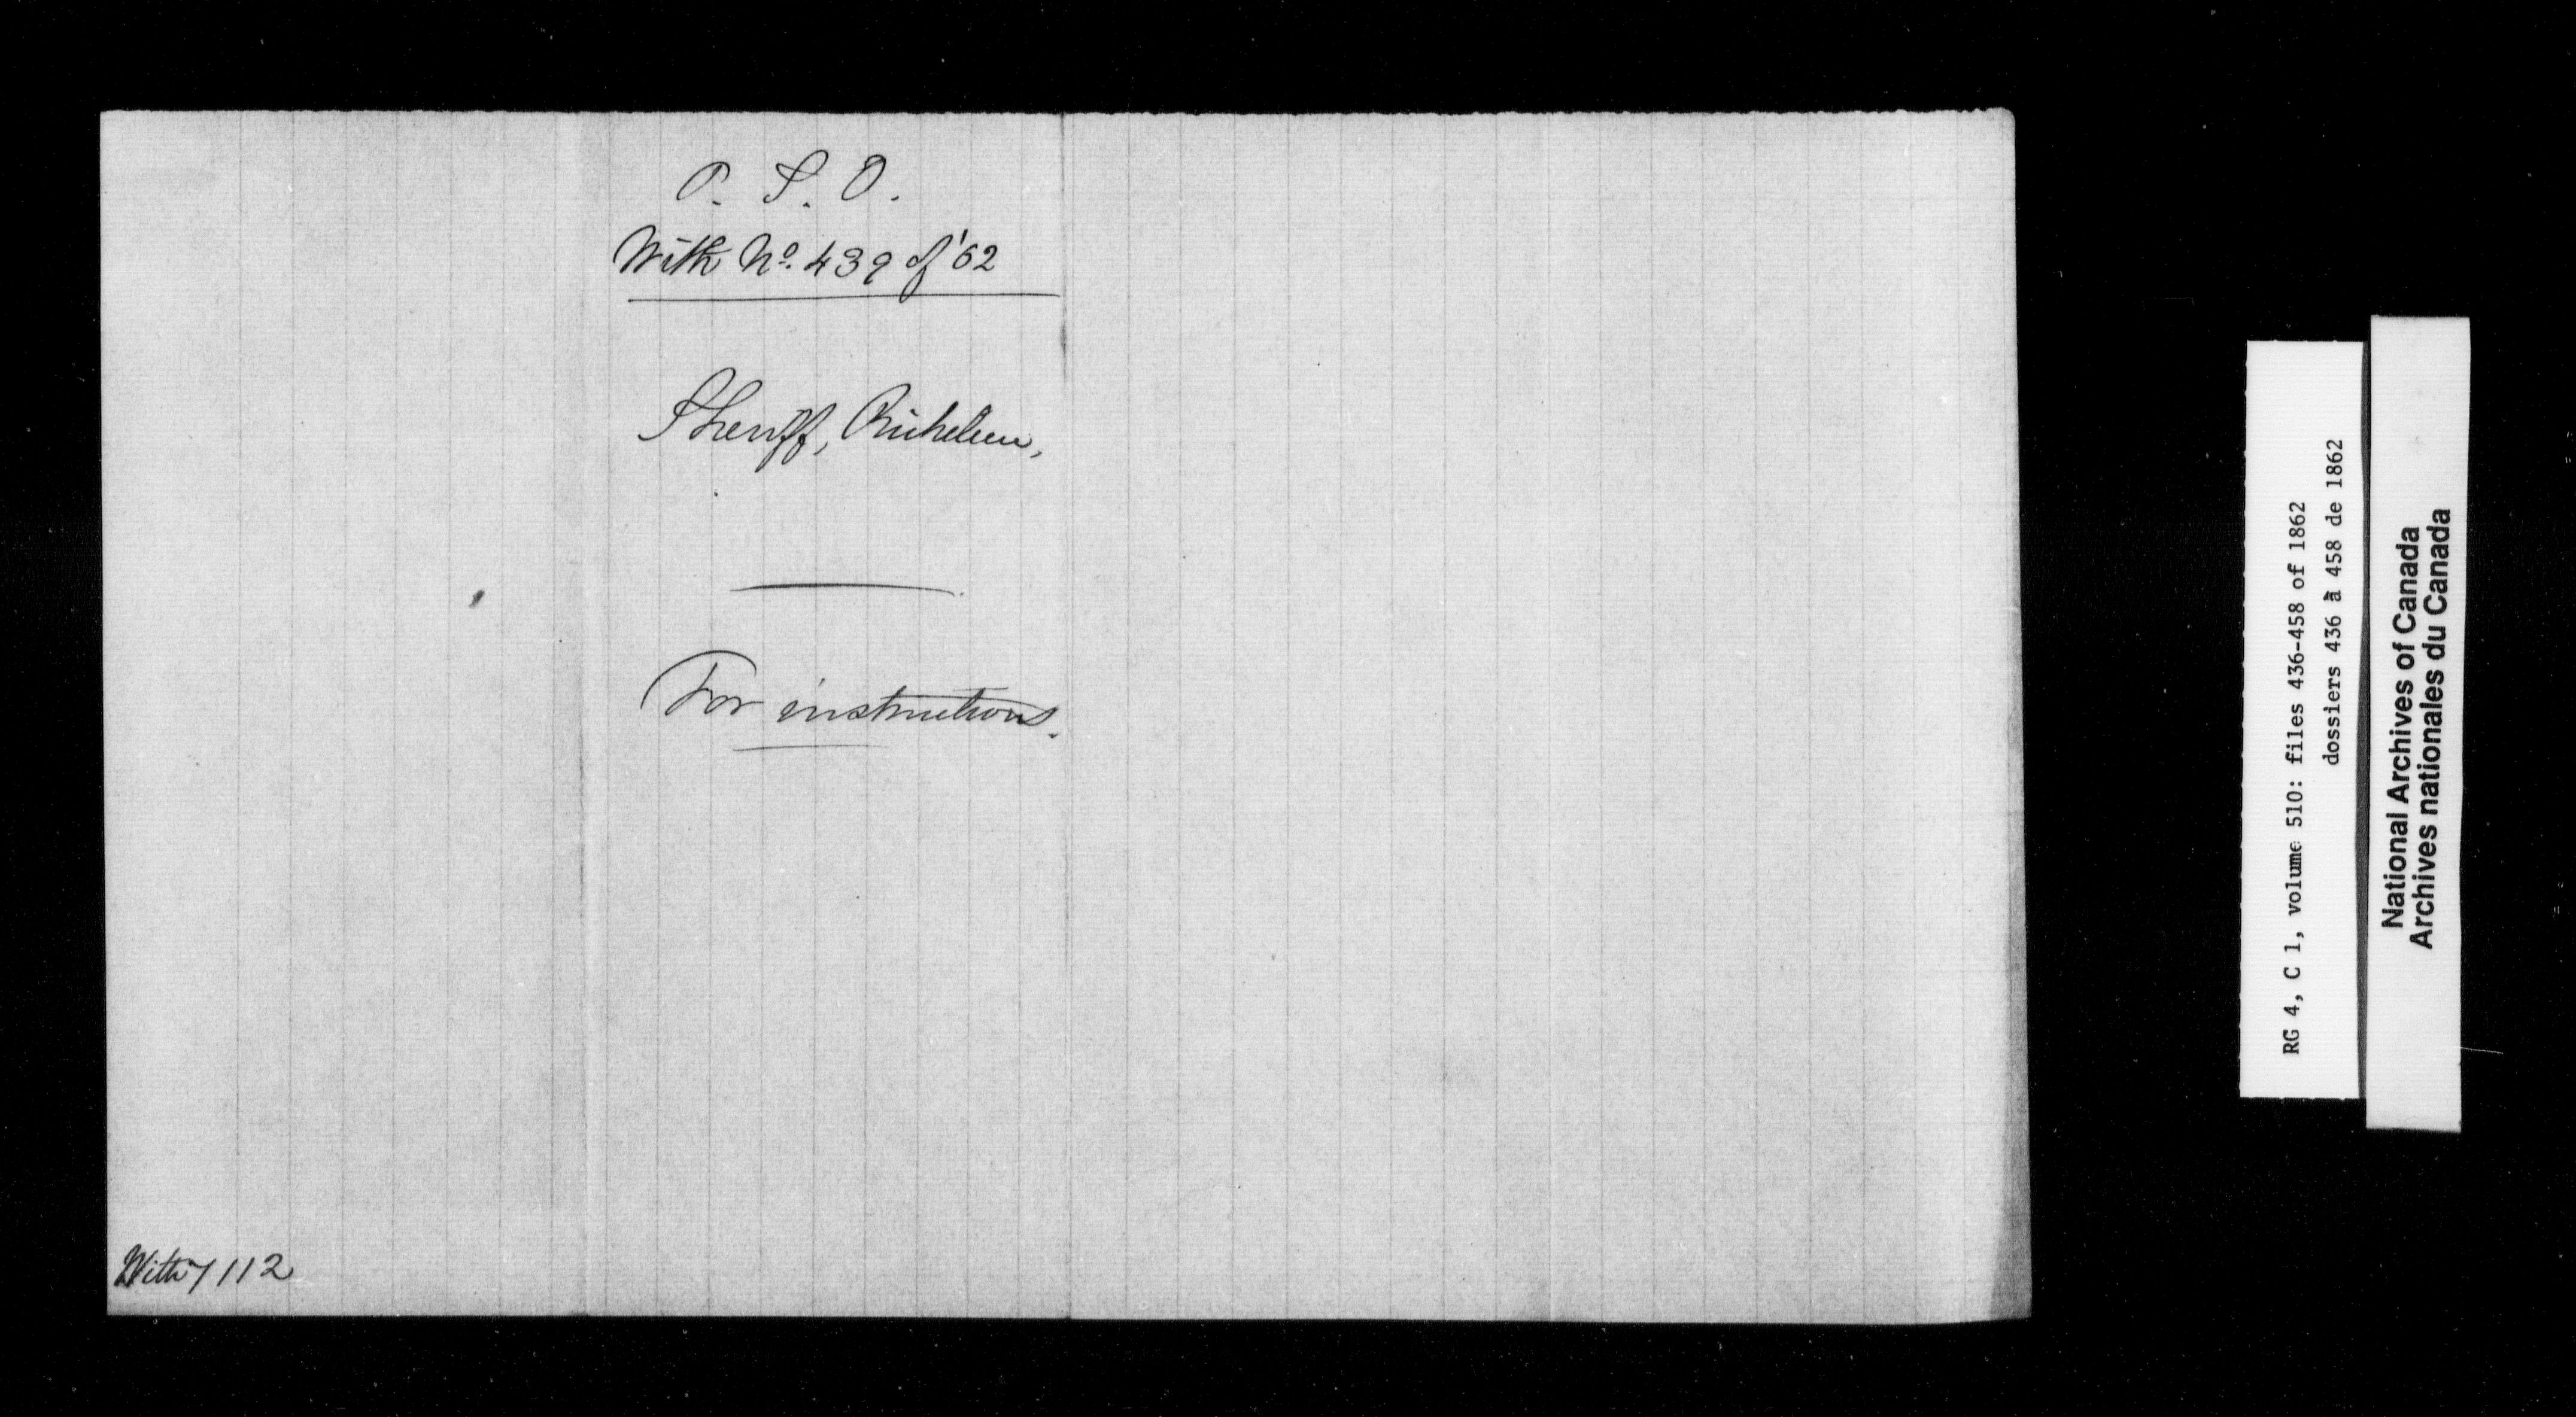 P. S. O.
With No. 439 of '62
Sheriff, Richelieu,
For instructions.
With 1112
RG 4, C 1, volume 510: files 436-458 of 1862
dossiers 436 à 458 de 1862
National Archives of Canada
Archives nationales du Canada